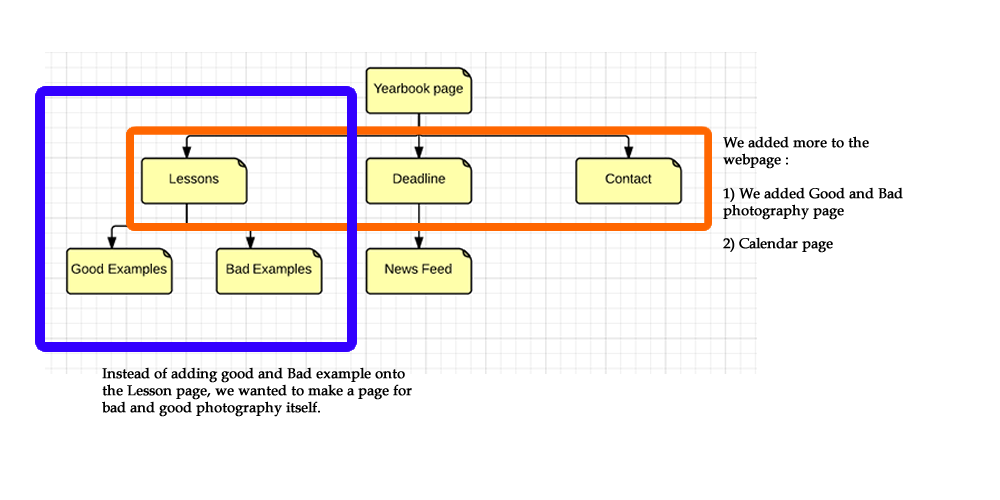 Yearbook page
Lessons
Deadline
Contact
Good Examples
Bad Examples
News Feed
We added more to the
webpage :
1) We added Good and Bad
photography page
2) Calendar page
Instead of adding good and Bad example onto
the Lesson page, we wanted to make a page for
bad and good photography itself.